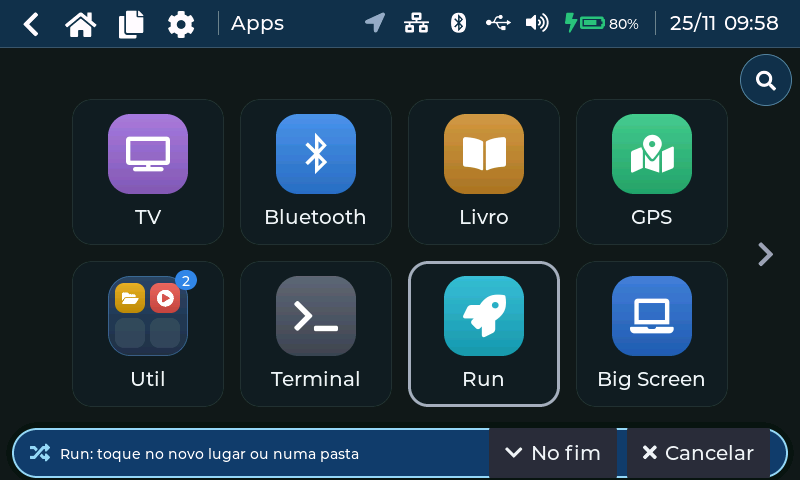 Apps
80%
25/11 09:58
TV
Bluetooth
Livro
GPS
2
Util
Terminal
Run
Big Screen
Run: toque no novo lugar ou numa pasta
No fim
Cancelar